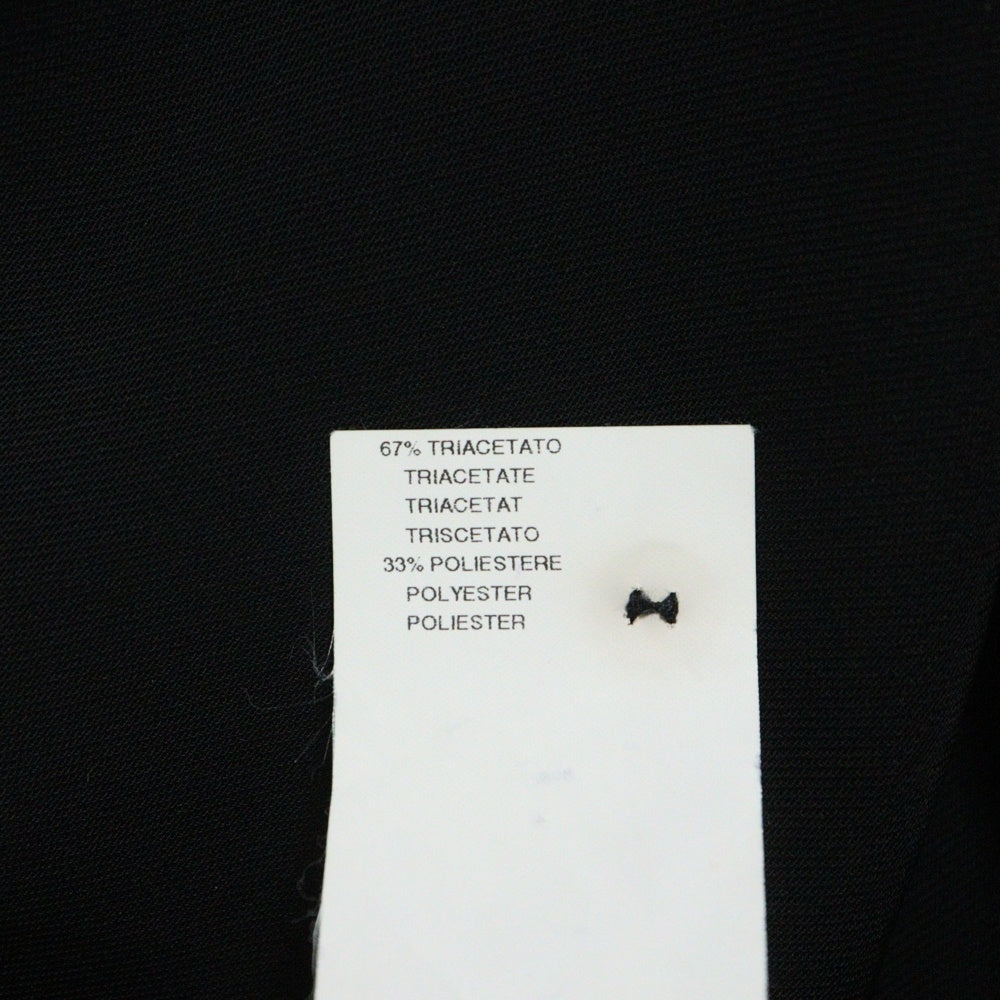 67% TRIACETATO
TRIACETATE
TRIACETAT
TRISCETATO
33% POLIESTERE
POLYESTER
POLIESTER